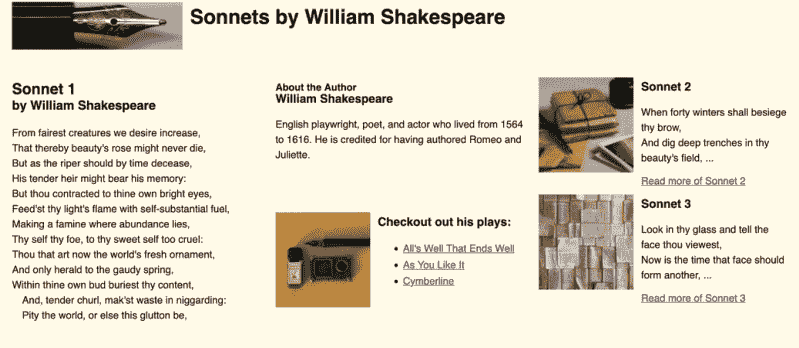 Sonnets by William Shakespeare
Sonnet 1
by William Shakespeare
From fairest creatures we desire increase,
That thereby beauty's rose might never die,
But as the riper should by time decease,
His tender heir might bear his memory:
But thou contracted to thine own bright eyes,
Feed'st thy light's flame with self-substantial fuel,
Making a famine where abundance lies,
Thy self thy foe, to thy sweet self too cruel:
Thou that art now the world's fresh ornament,
And only herald to the gaudy spring,
Within thine own bud buriest thy content,
And, tender churl, mak'st waste in niggarding:
Pity the world, or else this glutton be,
About the Author
William Shakespeare
English playwright, poet, and actor who lived from 1564
to 1616. He is credited for having authored Romeo and
Juliette.
Checkout out his plays:
All's Well That Ends Well
As You Like It
Cymberline
Sonnet 2
When forty winters shall besiege
thy brow,
And dig deep trenches in thy
beauty's field, ...
Read more of Sonnet 2
Sonnet 3
Look in thy glass and tell the
face thou viewest,
Now is the time that face should
form another, ...
Read more of Sonnet 3